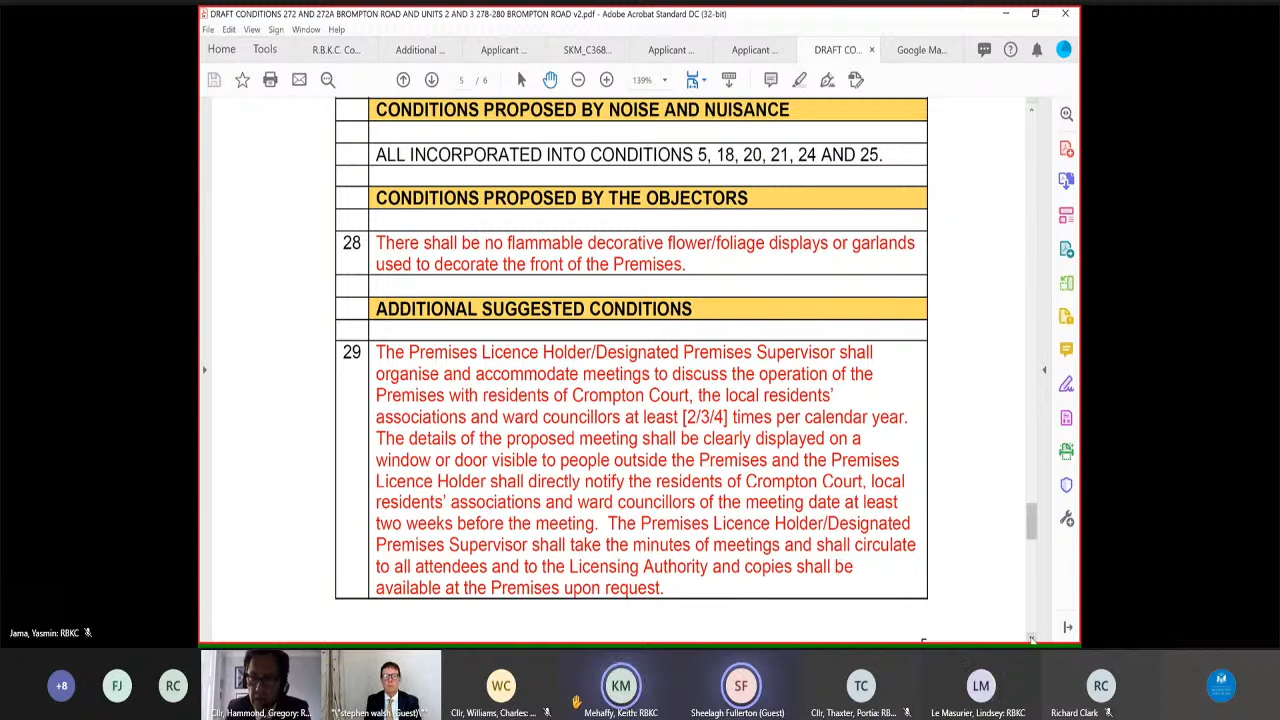 DRAFT CONDITIONS 272 AND 272A BROMPTON ROAD AND UNITS 2 AND 3 278-280 BROMPTON ROAD v2.pdf - Adobe Acrobat Standard DC (32-bit)
File Edit View Sign Window Help
Home Tools R.B.K.C. Co... Additional ... Applicant ... SKM_C368... Applicant ... Applicant ... DRAFT CO... × Google Ma...
5 / 6 139%
CONDITIONS PROPOSED BY NOISE AND NUISANCE
ALL INCORPORATED INTO CONDITIONS 5, 18, 20, 21, 24 AND 25.
CONDITIONS PROPOSED BY THE OBJECTORS
28 There shall be no flammable decorative flower/foliage displays or garlands
used to decorate the front of the Premises.
ADDITIONAL SUGGESTED CONDITIONS
29 The Premises Licence Holder/Designated Premises Supervisor shall
organise and accommodate meetings to discuss the operation of the
Premises with residents of Crompton Court, the local residents'
associations and ward councillors at least [2/3/4] times per calendar year.
The details of the proposed meeting shall be clearly displayed on a
window or door visible to people outside the Premises and the Premises
Licence Holder shall directly notify the residents of Crompton Court, local
residents' associations and ward councillors of the meeting date at least
two weeks before the meeting. The Premises Licence Holder/Designated
Premises Supervisor shall take the minutes of meetings and shall circulate
to all attendees and to the Licensing Authority and copies shall be
available at the Premises upon request.
Jama, Yasmin: RBKC
+8 FJ RC WC KM SF TC LM RC
Cllr, Hammond, Gregory: R... "\"stephen walsh (Guest)\"" Cllr, Williams, Charles: ... Mehaffy, Keith: RBKC Sheelagh Fullerton (Guest) Cllr, Thaxter, Portia: RB... Le Masurier, Lindsey: RBKC Richard Clark